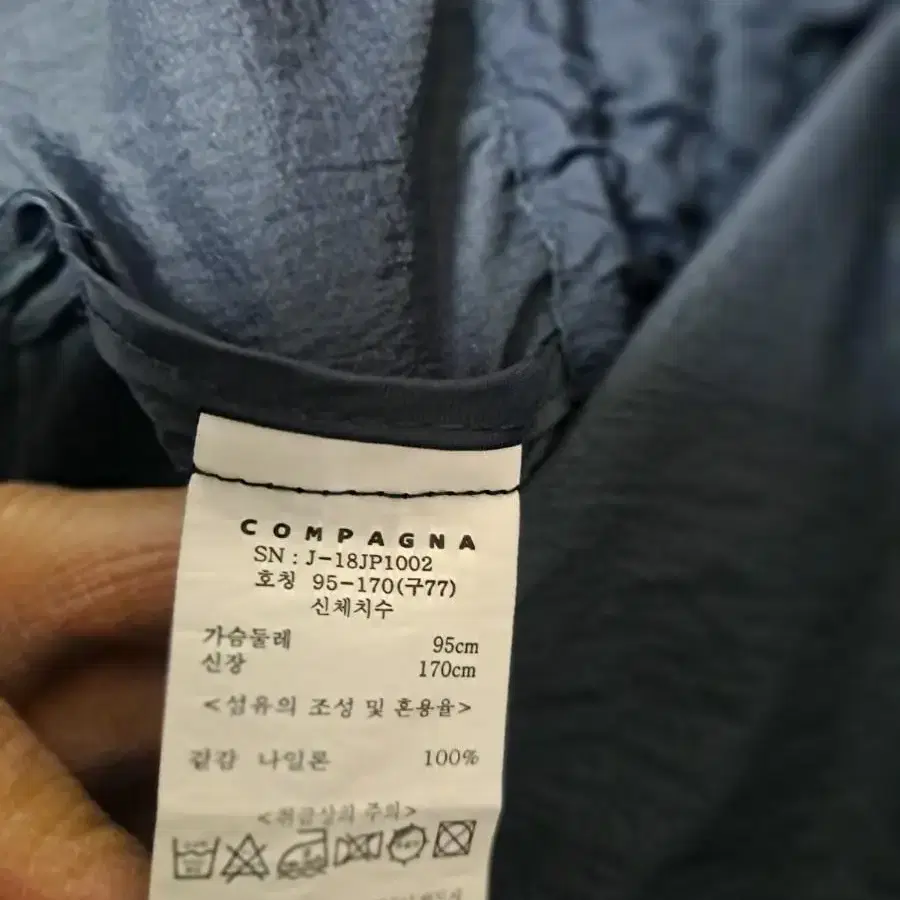 COMPAGNA
SN : J-18JP1002
호칭 95-170(구77)
신체치수
가슴둘레 95cm
신장 170cm
<섬유의 조성 및 혼용율>
겉감 나일론 100%
<취급상의 주의>